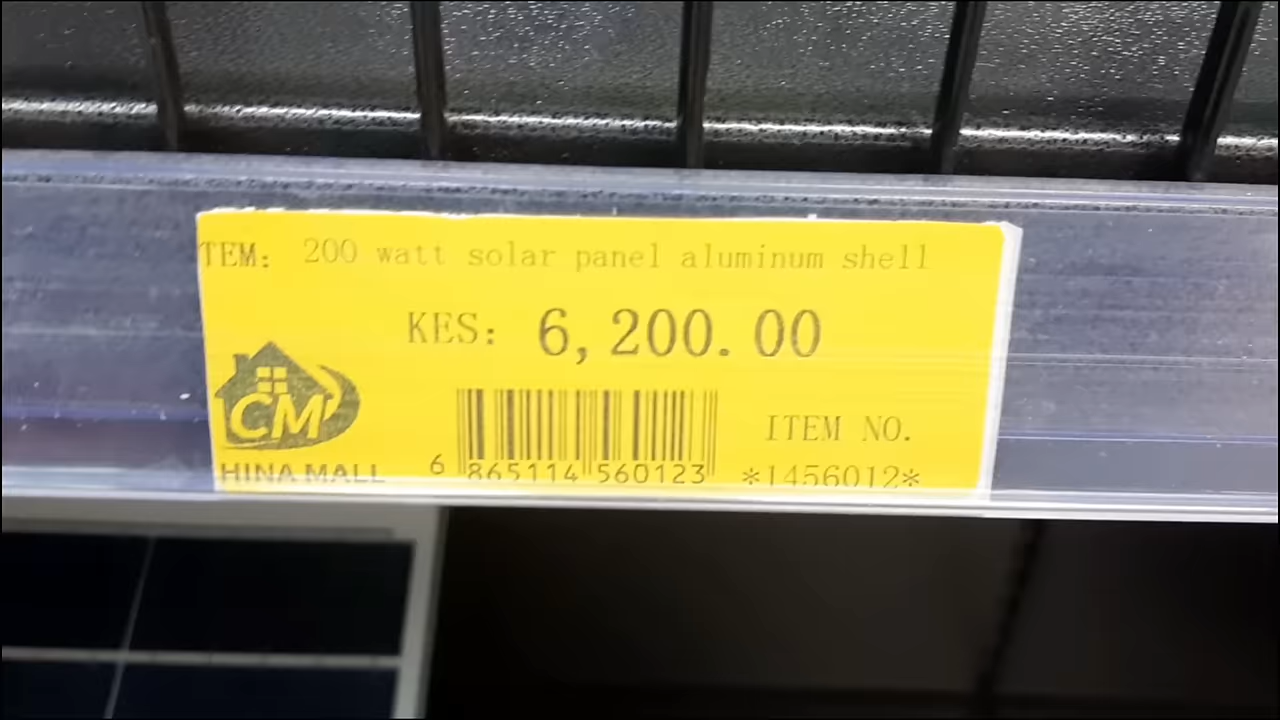 TEM: 200 watt solar panel aluminum shell
KES: 6,200.00
CM
HINA MALL
6 865114 560123
ITEM NO.
*1456012*